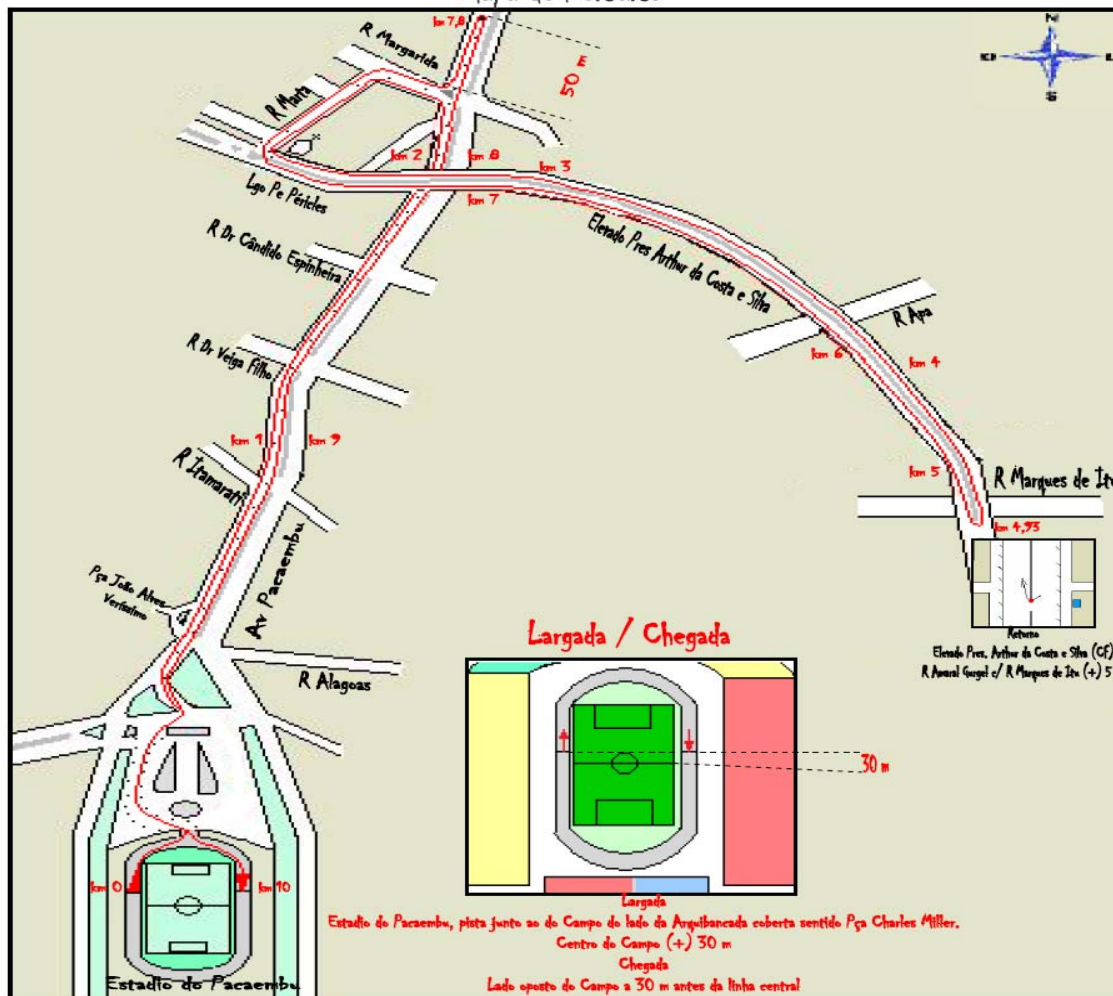 km 7,8
R Margarida
N
S
50 E
R Marta
km 2
km 8
km 3
Lgo Pe Péricles
km 7
R Dr Cândido Espinheira
Elevado Pres Arthur da Costa e Silva
R Apa
km 6
km 4
R Dr Veiga Filho
km 1
km 9
km 5
R Marques de Itu
R Itamarati
km 4,93
Pça João Alves
Veríssimo
Av Pacaembu
R Alagoas
Retorno
Elevado Pres. Arthur da Costa e Silva (CF)
R Amaral Gurgel c/ R Marques de Itu (+) 5
Largada / Chegada
30 m
km 0
km 10
Estadio do Pacaembu
Largada
Estadio do Pacaembu, pista junto ao do Campo do lado da Arquibancada coberta sentido Pça Charles Miller.
Centro do Campo (+) 30 m
Chegada
Lado oposto do Campo a 30 m antes da linha central